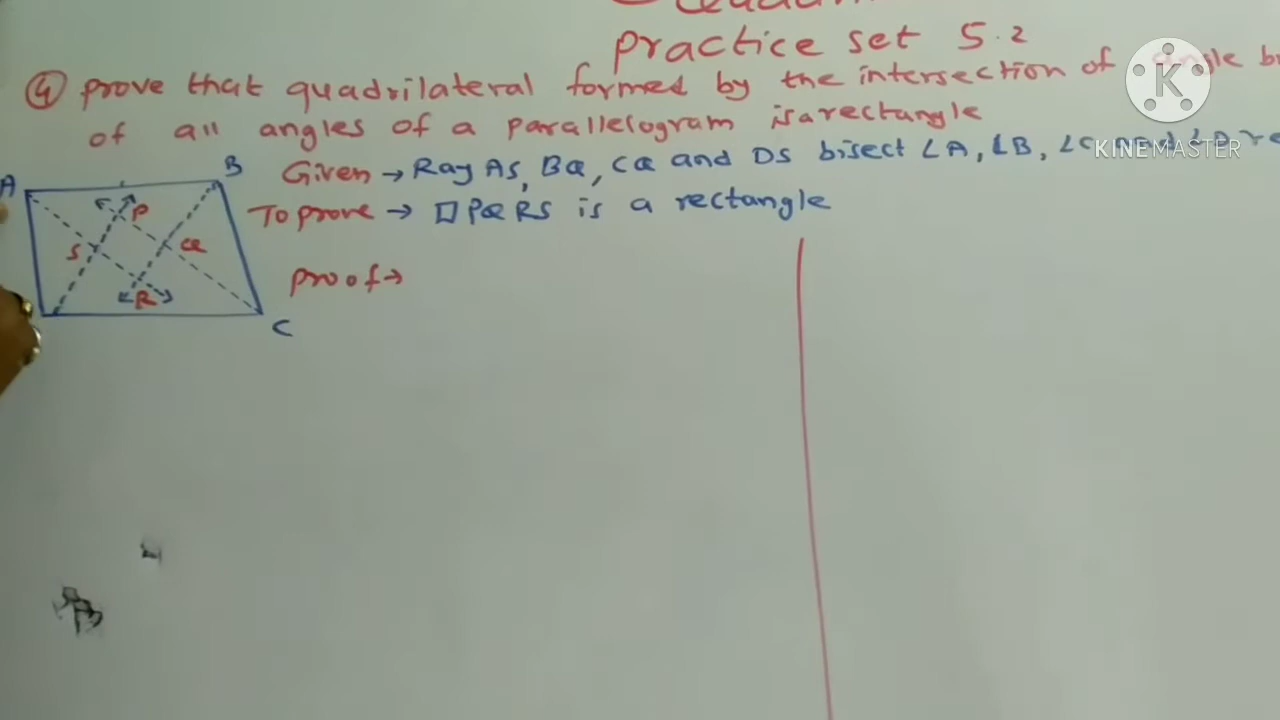 practice set 5.2
④ prove that quadrilateral formed by the intersection of angle
of all angles of a parallelogram is a rectangle
Given → Ray AS, BQ, CQ and DS bisect ∠A, ∠B,
To prove → □PQRS is a rectangle
proof →
A
B
P
S
Q
R
C
K
KINEMASTER